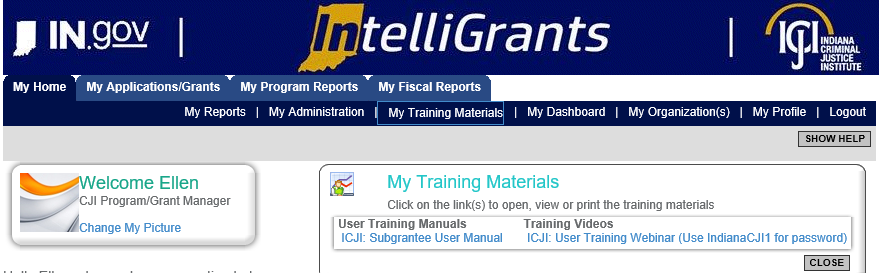 IN.gov | IntelliGrants | ICJI INDIANA CRIMINAL JUSTICE INSTITUTE
My Home My Applications/Grants My Program Reports My Fiscal Reports
My Reports | My Administration | My Training Materials | My Dashboard | My Organization(s) | My Profile | Logout
SHOW HELP
Welcome Ellen
CJI Program/Grant Manager
Change My Picture
My Training Materials
Click on the link(s) to open, view or print the training materials
User Training Manuals Training Videos
ICJI: Subgrantee User Manual ICJI: User Training Webinar (Use IndianaCJI1 for password)
CLOSE